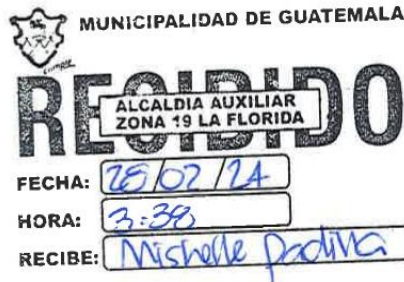 MUNICIPALIDAD DE GUATEMALA
RECIBIDO
ALCALDIA AUXILIAR
ZONA 19 LA FLORIDA
FECHA: 28/02/24
HORA: 3:38
RECIBE: Mishelle Padilla